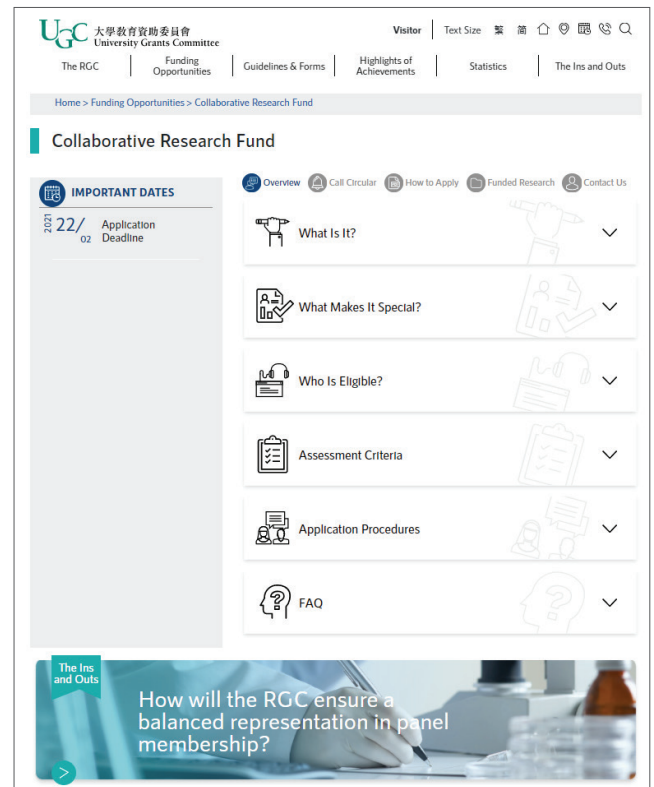 UGC 大學教育資助委員會
University Grants Committee
Visitor Text Size 繁 简
The RGC
Funding
Opportunities
Guidelines & Forms
Highlights of
Achievements
Statistics
The Ins and Outs
Home > Funding Opportunities > Collaborative Research Fund
Collaborative Research Fund
IMPORTANT DATES
2021 22/02
Application
Deadline
Overview Call Circular How to Apply Funded Research Contact Us
What Is It?
What Makes It Special?
Who Is Eligible?
Assessment Criteria
Application Procedures
FAQ
The Ins
and Outs
How will the RGC ensure a
balanced representation in panel
membership?